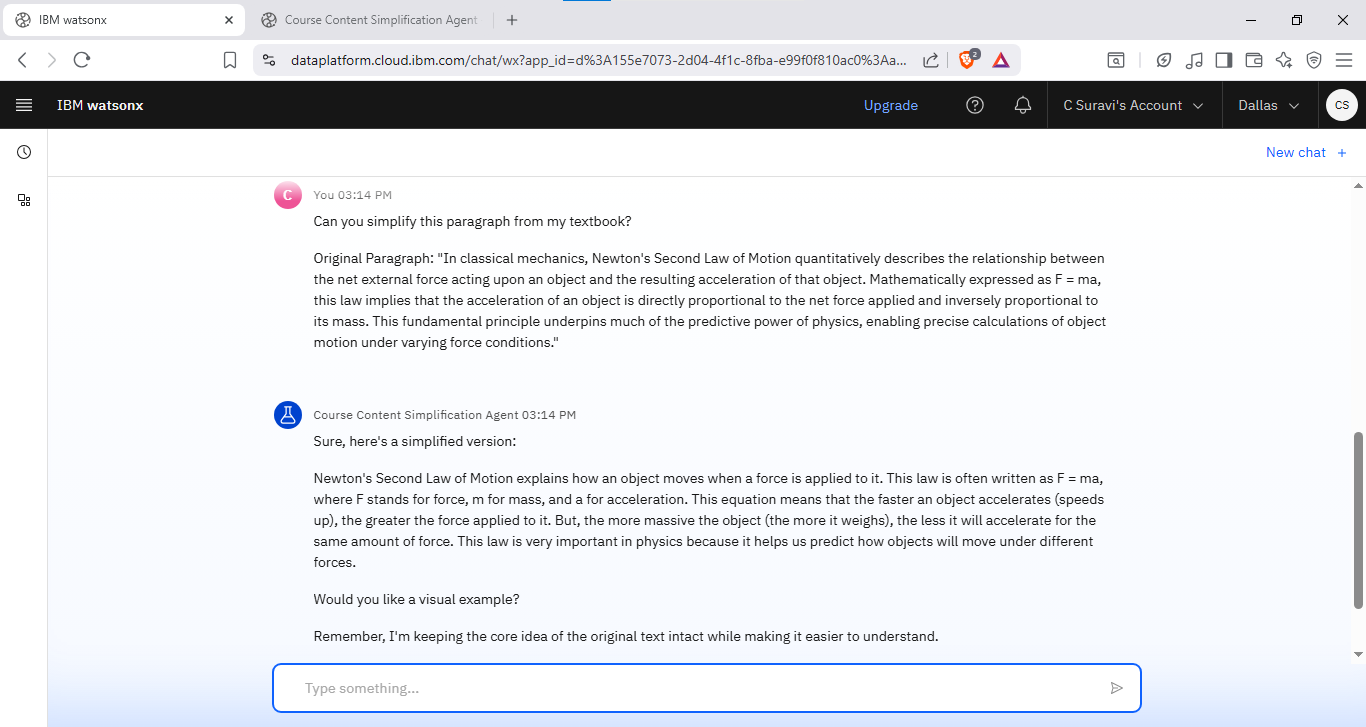 IBM watsonx
Course Content Simplification Agent
dataplatform.cloud.ibm.com/chat/wx?app_id=d%3A155e7073-2d04-4f1c-8fba-e99f0f810ac0%3Aa...
2
IBM watsonx
Upgrade
C Suravi's Account
Dallas
CS
New chat +
C
You 03:14 PM
Can you simplify this paragraph from my textbook?
Original Paragraph: "In classical mechanics, Newton's Second Law of Motion quantitatively describes the relationship between
the net external force acting upon an object and the resulting acceleration of that object. Mathematically expressed as F = ma,
this law implies that the acceleration of an object is directly proportional to the net force applied and inversely proportional to
its mass. This fundamental principle underpins much of the predictive power of physics, enabling precise calculations of object
motion under varying force conditions."
Course Content Simplification Agent 03:14 PM
Sure, here's a simplified version:
Newton's Second Law of Motion explains how an object moves when a force is applied to it. This law is often written as F = ma,
where F stands for force, m for mass, and a for acceleration. This equation means that the faster an object accelerates (speeds
up), the greater the force applied to it. But, the more massive the object (the more it weighs), the less it will accelerate for the
same amount of force. This law is very important in physics because it helps us predict how objects will move under different
forces.
Would you like a visual example?
Remember, I'm keeping the core idea of the original text intact while making it easier to understand.
Type something...